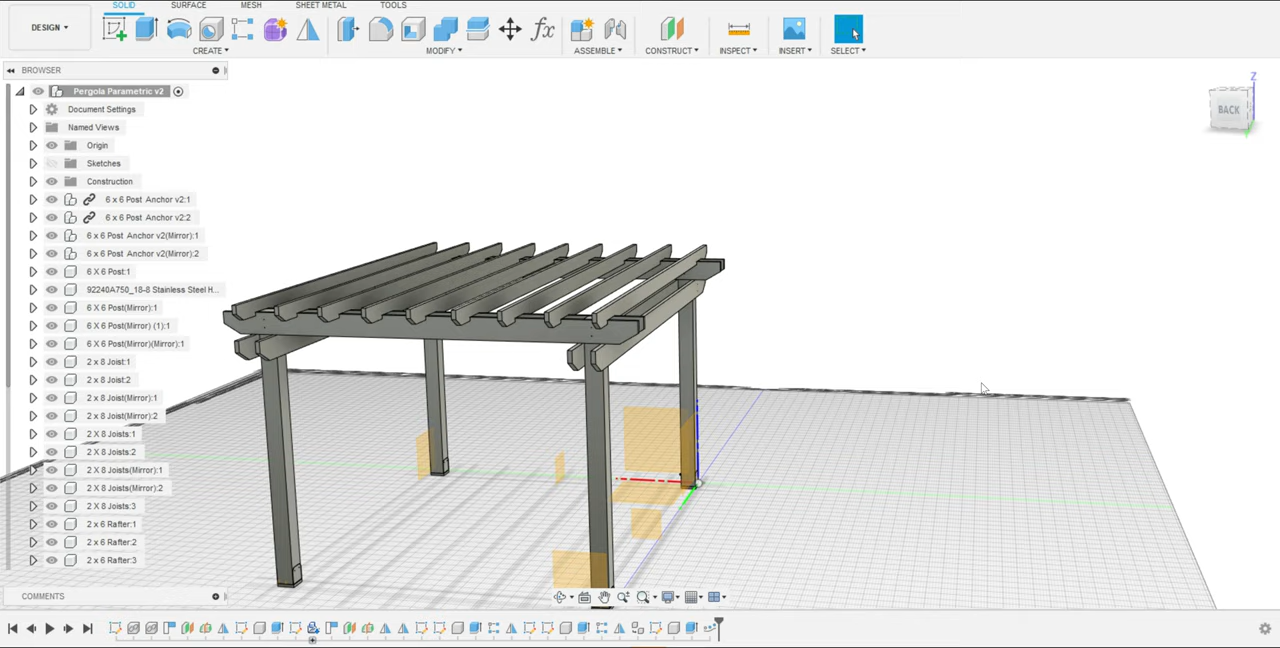 SOLID SURFACE MESH SHEET METAL TOOLS
DESIGN ▾
CREATE ▾ MODIFY ▾ ASSEMBLE ▾ CONSTRUCT ▾ INSPECT ▾ INSERT ▾ SELECT ▾
BROWSER
Pergola Parametric v2
Document Settings
Named Views
Origin
Sketches
Construction
6 x 6 Post Anchor v2:1
6 x 6 Post Anchor v2:2
6 x 6 Post Anchor v2(Mirror):1
6 x 6 Post Anchor v2(Mirror):2
6 X 6 Post:1
92240A750_18-8 Stainless Steel H...
6 X 6 Post(Mirror):1
6 X 6 Post(Mirror) (1):1
6 X 6 Post(Mirror)(Mirror):1
2 x 8 Joist:1
2 x 8 Joist:2
2 x 8 Joist(Mirror):1
2 x 8 Joist(Mirror):2
2 X 8 Joists:1
2 X 8 Joists:2
2 X 8 Joists(Mirror):1
2 X 8 Joists(Mirror):2
2 X 8 Joists:3
2 x 6 Rafter:1
2 x 6 Rafter:2
2 x 6 Rafter:3
COMMENTS
Z
BACK